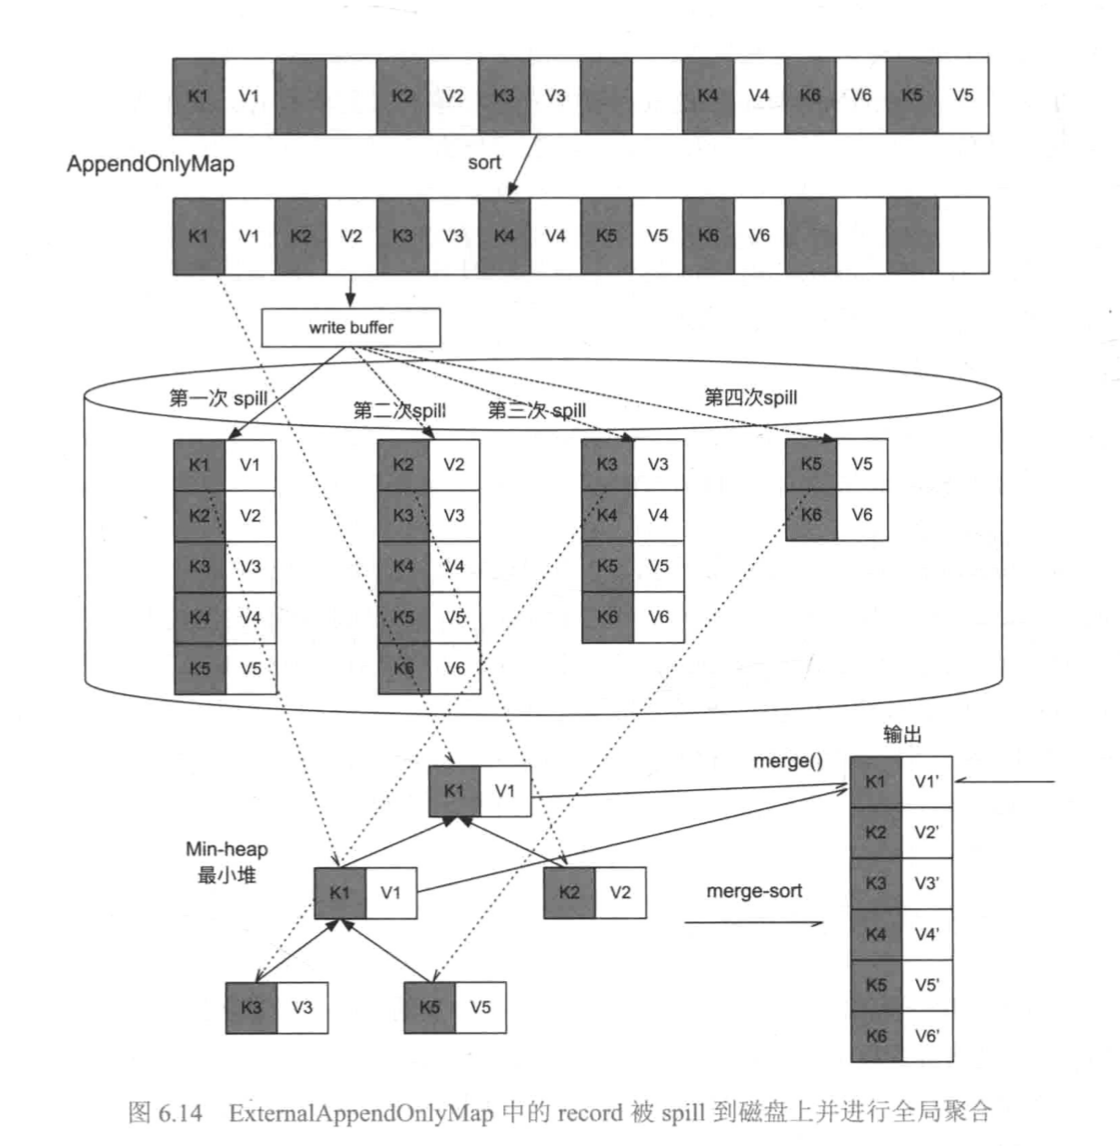 K1 V1 K2 V2 K3 V3 K4 V4 K6 V6 K5 V5
AppendOnlyMap
sort
K1 V1 K2 V2 K3 V3 K4 V4 K5 V5 K6 V6
write buffer
第一次 spill
第二次spill
第三次 spill
第四次spill
K1 V1
K2 V2
K3 V3
K4 V4
K5 V5
K2 V2
K3 V3
K4 V4
K5 V5
K6 V6
K3 V3
K4 V4
K5 V5
K6 V6
K5 V5
K6 V6
Min-heap
最小堆
K1 V1
K1 V1
K2 V2
K3 V3
K5 V5
merge()
merge-sort
输出
K1 V1'
K2 V2'
K3 V3'
K4 V4'
K5 V5'
K6 V6'
图 6.14 ExternalAppendOnlyMap 中的 record 被 spill 到磁盘上并进行全局聚合